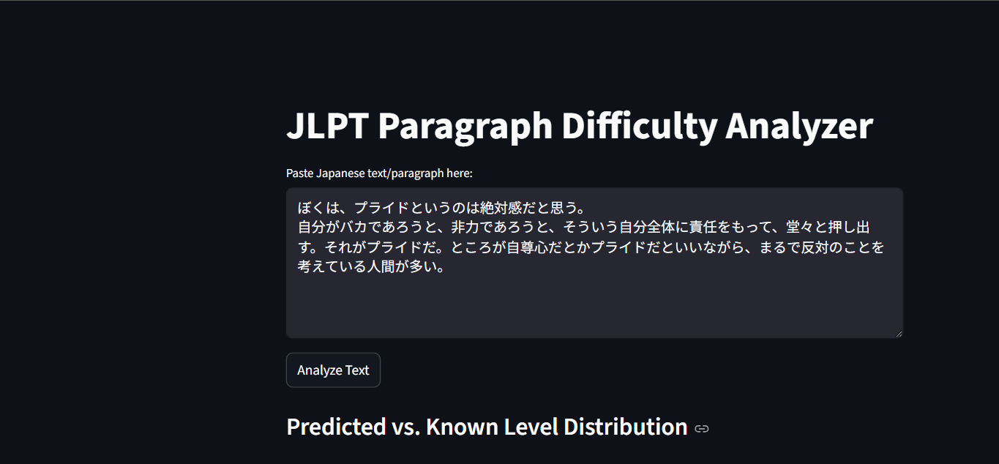 JLPT Paragraph Difficulty Analyzer
Paste Japanese text/paragraph here:
ぼくは、プライドというのは絶対感だと思う。
自分がバカであろうと、非力であろうと、そういう自分全体に責任をもって、堂々と押し出
す。それがプライドだ。ところが自尊心だとかプライドだといいながら、まるで反対のことを
考えている人間が多い。
Analyze Text
Predicted vs. Known Level Distribution